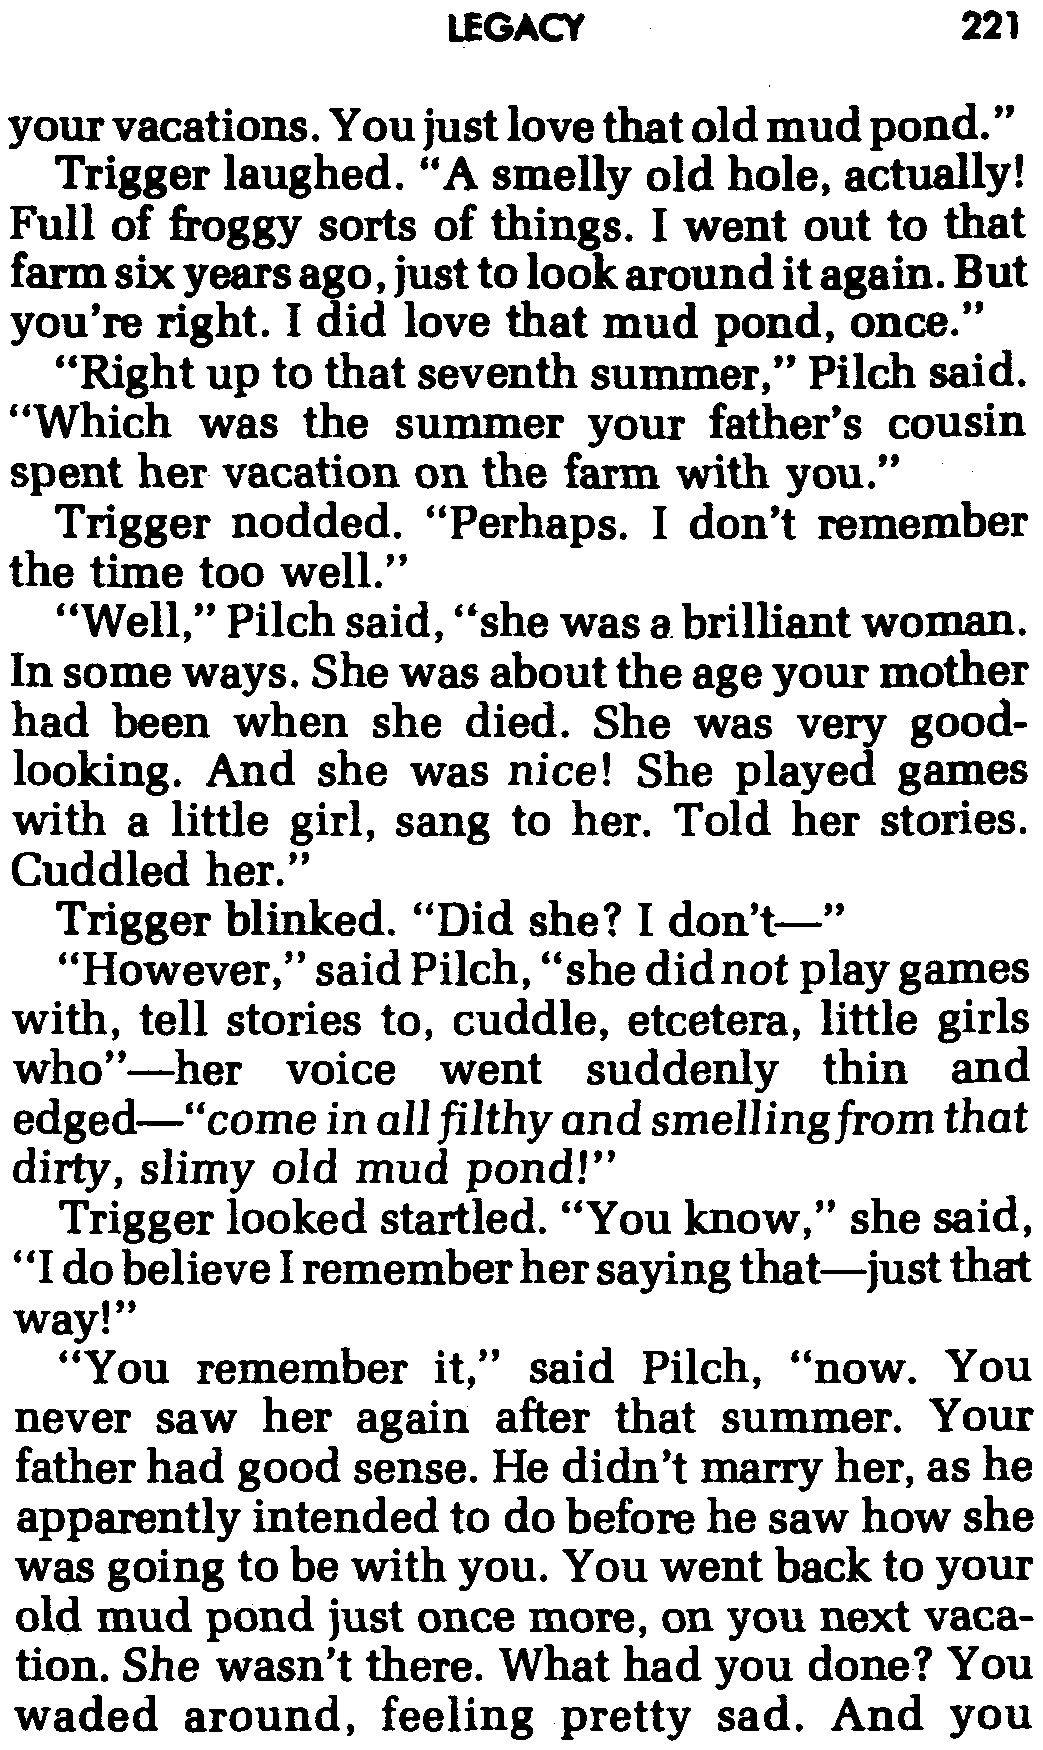 LEGACY 221
your vacations. You just love that old mud pond.”
Trigger laughed. “A smelly old hole, actually!
Full of froggy sorts of things. I went out to that
farm six years ago, just to look around it again. But
you’re right. I did love that mud pond, once.”
“Right up to that seventh summer,” Pilch said.
“Which was the summer your father’s cousin
spent her vacation on the farm with you.”
Trigger nodded. “Perhaps. I don’t remember
the time too well.”
“Well,” Pilch said, “she was a brilliant woman.
In some ways. She was about the age your mother
had been when she died. She was very good-
looking. And she was nice! She played games
with a little girl, sang to her. Told her stories.
Cuddled her.”
Trigger blinked. “Did she? I don’t—”
“However,” said Pilch, “she did not play games
with, tell stories to, cuddle, etcetera, little girls
who”—her voice went suddenly thin and
edged—“come in all filthy and smelling from that
dirty, slimy old mud pond!”
Trigger looked startled. “You know,” she said,
“I do believe I remember her saying that—just that
way!”
“You remember it,” said Pilch, “now. You
never saw her again after that summer. Your
father had good sense. He didn’t marry her, as he
apparently intended to do before he saw how she
was going to be with you. You went back to your
old mud pond just once more, on you next vaca-
tion. She wasn’t there. What had you done? You
waded around, feeling pretty sad. And you